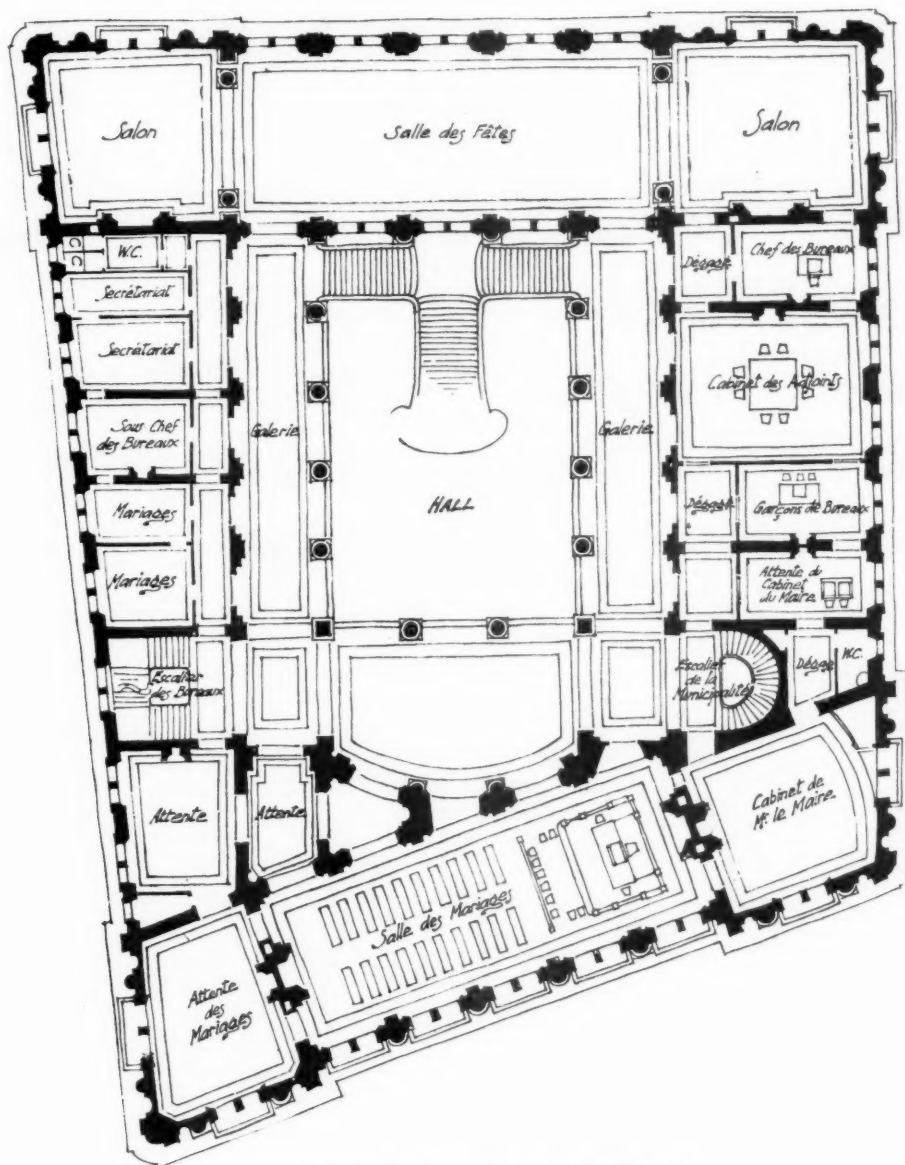 Salon
Salle des Fêtes
Salon
W.C.
Secrétariat
Secrétariat
Sous Chef
des Bureaux
Mariages
Mariages
Galerie
HALL
Galerie
Dégagt
Chef des Bureaux
Cabinet des Adjoints
Dégagt
Garçons de Bureaux
Attente du
Cabinet
du Maire
Escalier
des Bureaux
Escalier
de la
Municipalité
Dégag
W.C.
Attente
Attente
Cabinet de
Mr. le Maire
Salle des Mariages
Attente
des
Mariages